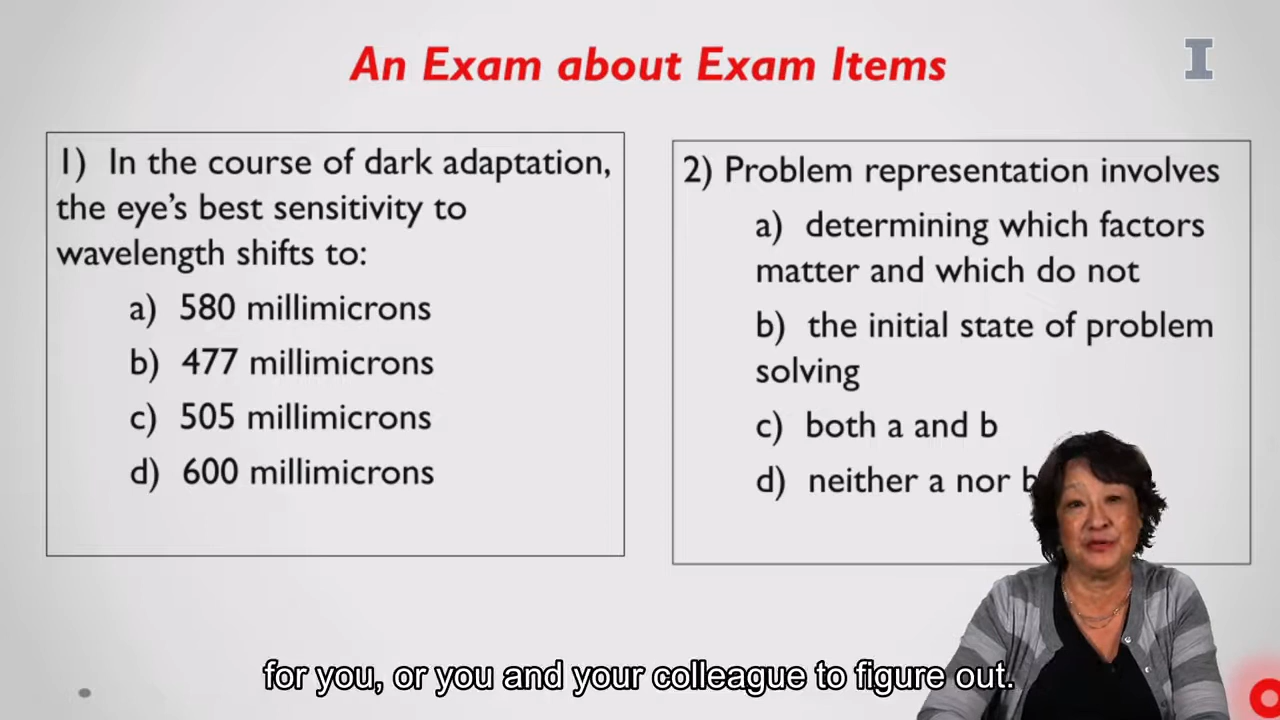 An Exam about Exam Items
I
1) In the course of dark adaptation,
the eye's best sensitivity to
wavelength shifts to:
a) 580 millimicrons
b) 477 millimicrons
c) 505 millimicrons
d) 600 millimicrons
2) Problem representation involves
a) determining which factors
matter and which do not
b) the initial state of problem
solving
c) both a and b
d) neither a nor b
for you, or you and your colleague to figure out.